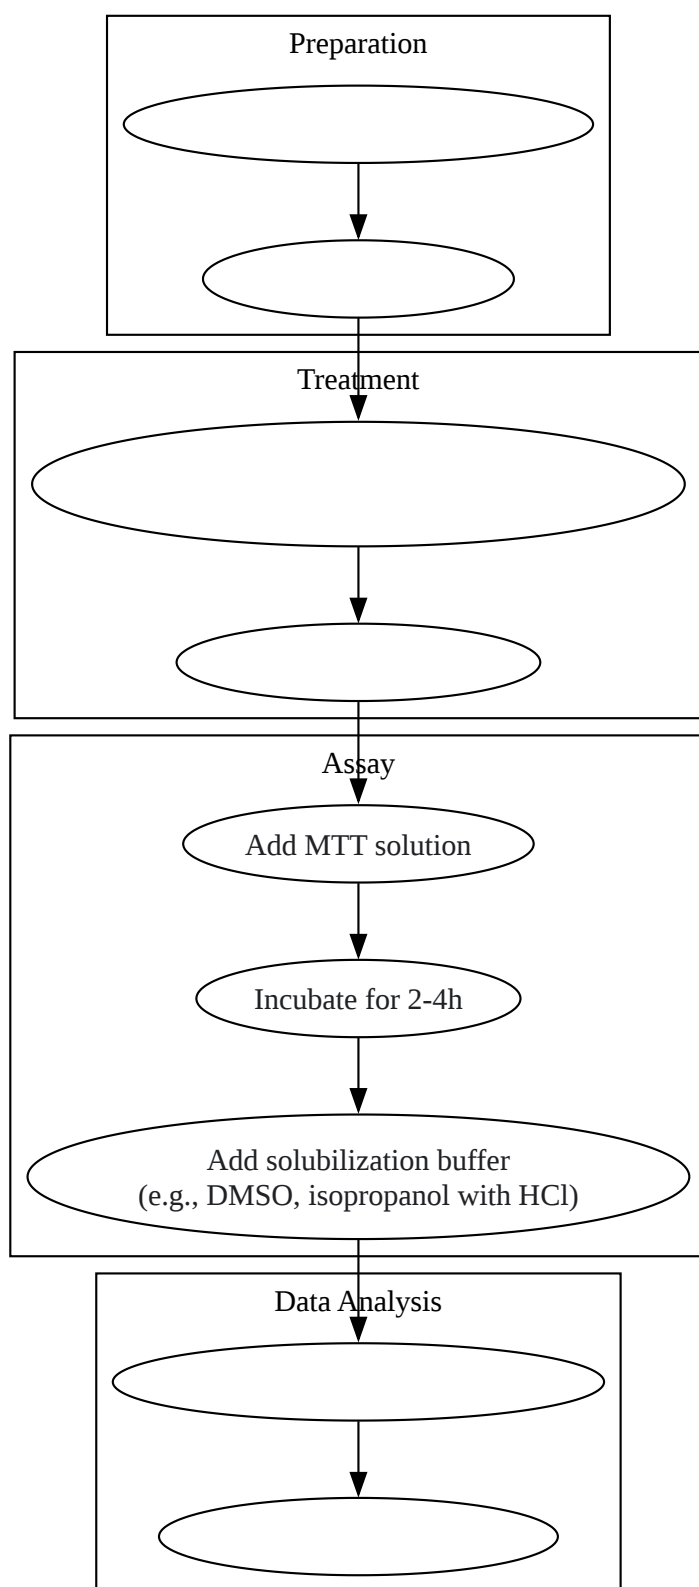 Preparation
Treatment
Assay
Add MTT solution
Incubate for 2-4h
Add solubilization buffer
(e.g., DMSO, isopropanol with HCl)
Data Analysis